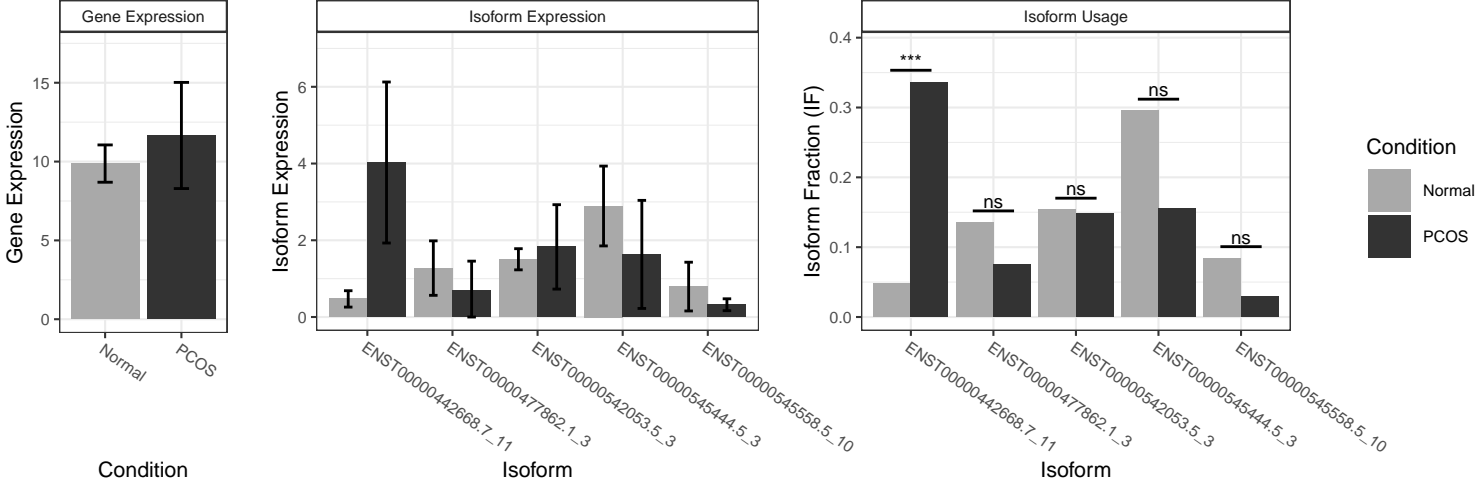 Gene Expression
Isoform Expression
Isoform Usage
Gene Expression
15
10
5
0
Normal
PCOS
Condition
Isoform Expression
6
4
2
0
ENST00000442668.7_11
ENST00000477862.1_3
ENST00000542053.5_3
ENST00000545444.5_3
ENST00000545558.5_10
Isoform
Isoform Fraction (IF)
0.4
0.3
0.2
0.1
0.0
***
ns
ns
ns
ns
ENST00000442668.7_11
ENST00000477862.1_3
ENST00000542053.5_3
ENST00000545444.5_3
ENST00000545558.5_10
Isoform
Condition
Normal
PCOS